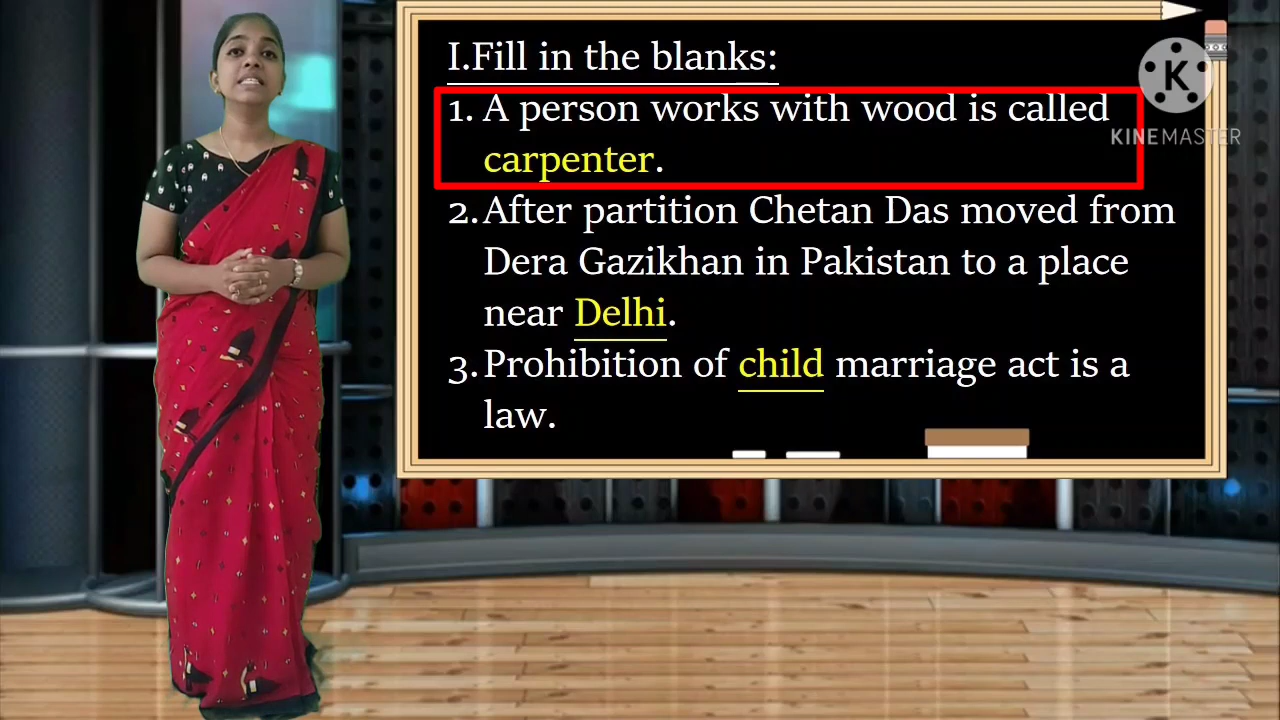 I.Fill in the blanks:
1. A person works with wood is called
carpenter.
2. After partition Chetan Das moved from
Dera Gazikhan in Pakistan to a place
near Delhi.
3. Prohibition of child marriage act is a
law.
K
KINEMASTER